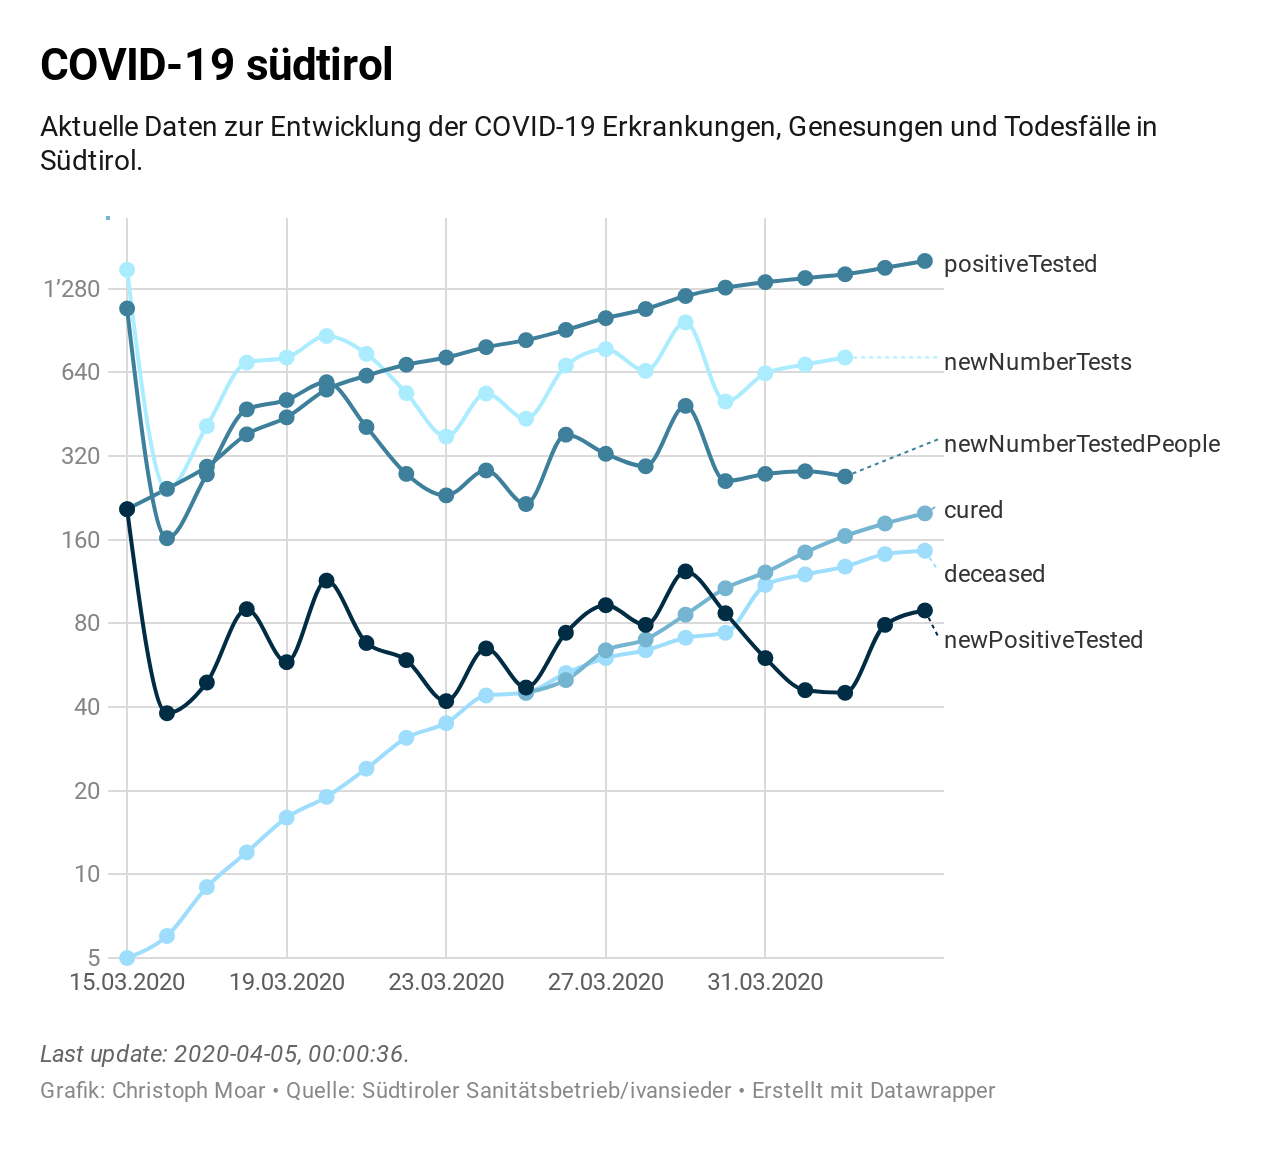 COVID-19 südtirol
Aktuelle Daten zur Entwicklung der COVID-19 Erkrankungen, Genesungen und Todesfälle in
Südtirol.
1’280
640
320
160
80
40
20
10
5
positiveTested
newNumberTests
newNumberTestedPeople
cured
deceased
newPositiveTested
15.03.2020 19.03.2020 23.03.2020 27.03.2020 31.03.2020
Last update: 2020-04-05, 00:00:36.
Grafik: Christoph Moar • Quelle: Südtiroler Sanitätsbetrieb/ivansieder • Erstellt mit Datawrapper